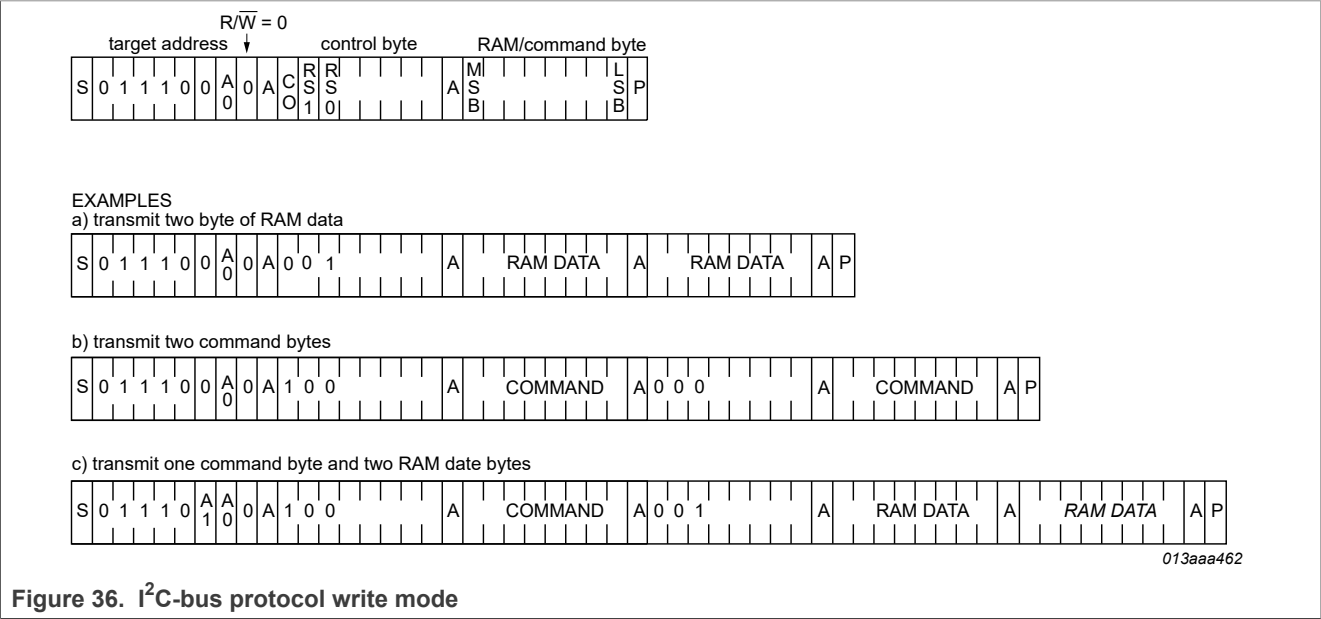 R/W̅ = 0
target address control byte RAM/command byte
S 0 1 1 1 0 0 A0 0 A CO RS1 RS0 A MSB LSB P
EXAMPLES
a) transmit two byte of RAM data
S 0 1 1 1 0 0 A0 0 A 0 0 1 A RAM DATA A RAM DATA A P
b) transmit two command bytes
S 0 1 1 1 0 0 A0 0 A 1 0 0 A COMMAND A 0 0 0 A COMMAND A P
c) transmit one command byte and two RAM date bytes
S 0 1 1 1 0 A1 A0 0 A 1 0 0 A COMMAND A 0 0 1 A RAM DATA A RAM DATA A P
013aaa462
Figure 36. I²C-bus protocol write mode